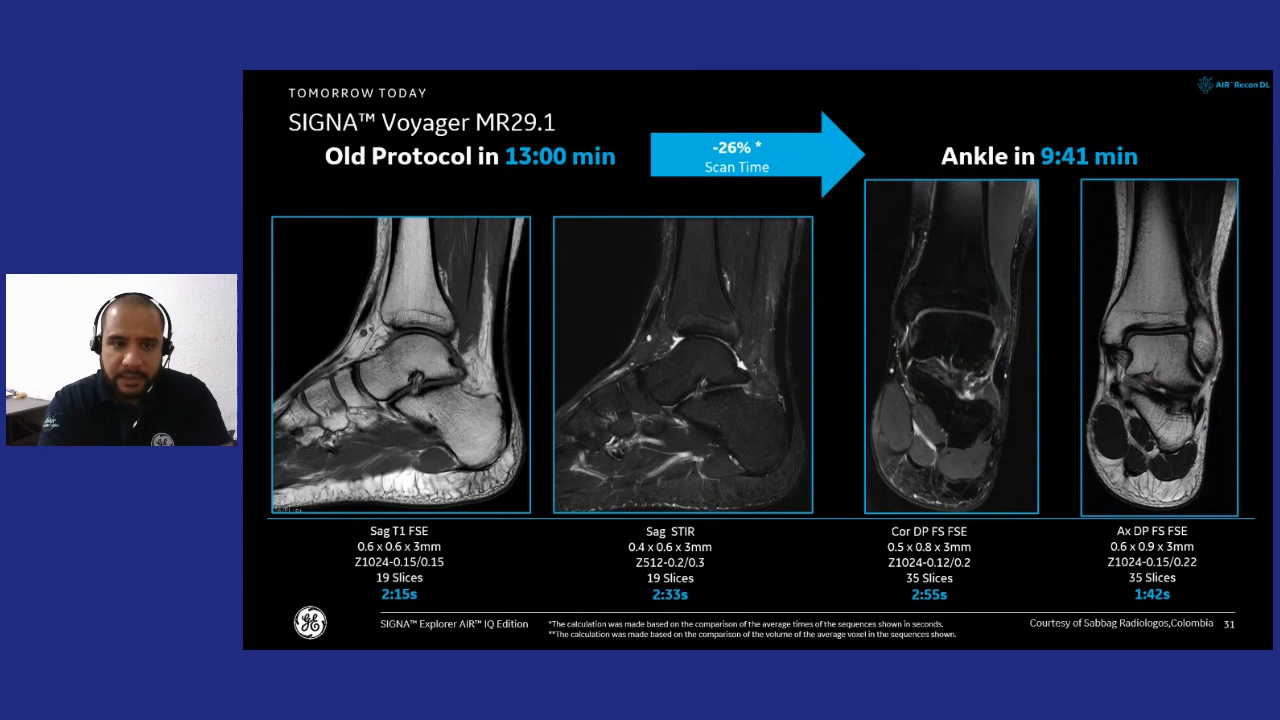 TOMORROW TODAY
AIR™ Recon DL
SIGNA™ Voyager MR29.1
Old Protocol in 13:00 min
-26% *
Scan Time
Ankle in 9:41 min
Sag T1 FSE
0.6 x 0.6 x 3mm
Z1024-0.15/0.15
19 Slices
2:15s
Sag STIR
0.4 x 0.6 x 3mm
Z512-0.2/0.3
19 Slices
2:33s
Cor DP FS FSE
0.5 x 0.8 x 3mm
Z1024-0.12/0.2
35 Slices
2:55s
Ax DP FS FSE
0.6 x 0.9 x 3mm
Z1024-0.15/0.22
35 Slices
1:42s
SIGNA™ Explorer AIR™ IQ Edition
*The calculation was made based on the comparison of the average times of the sequences shown in seconds.
**The calculation was made based on the comparison of the volume of the average voxel in the sequences shown.
Courtesy of Sabbag Radiologos,Colombia 31